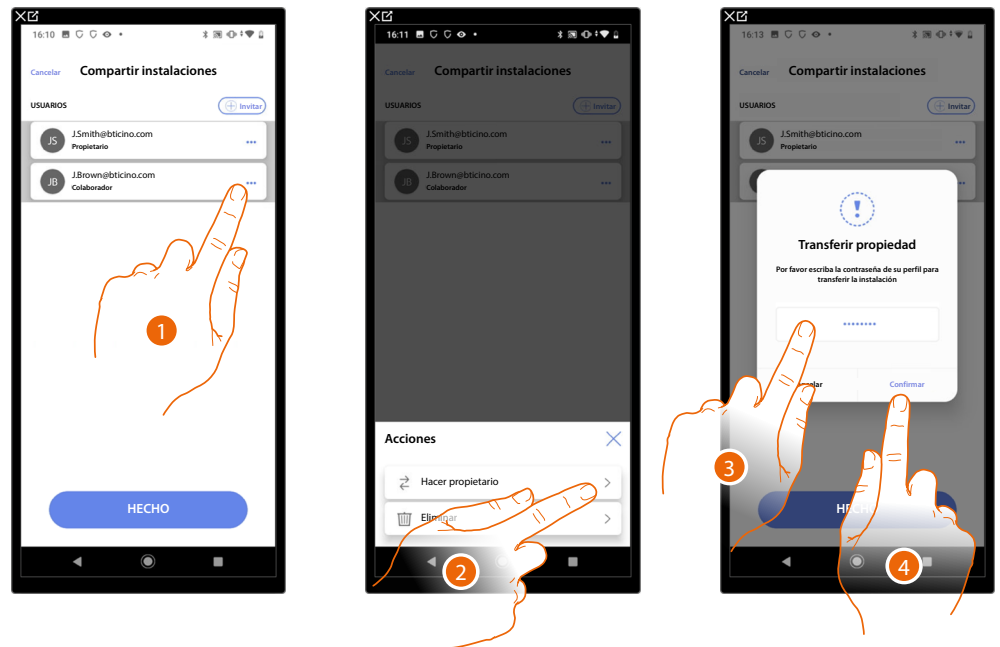 16:10
Cancelar Compartir instalaciones
USUARIOS Invitar
JS J.Smith@bticino.com
Propietario
JB J.Brown@bticino.com
Colaborador
1
HECHO
16:11
Cancelar Compartir instalaciones
USUARIOS Invitar
JS J.Smith@bticino.com
Propietario
JB J.Brown@bticino.com
Colaborador
Acciones
Hacer propietario
Eliminar
2
16:13
Cancelar Compartir instalaciones
USUARIOS Invitar
JS J.Smith@bticino.com
Propietario
Transferir propiedad
Por favor escriba la contraseña de su perfil para
transferir la instalación
••••••••
Confirmar
3
4